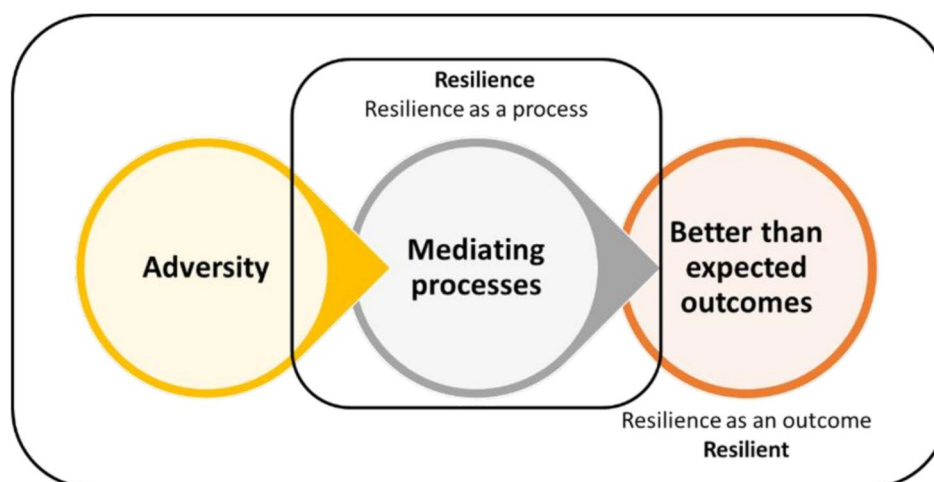 Resilience
Resilience as a process
Adversity
Mediating
processes
Better than
expected
outcomes
Resilience as an outcome
Resilient